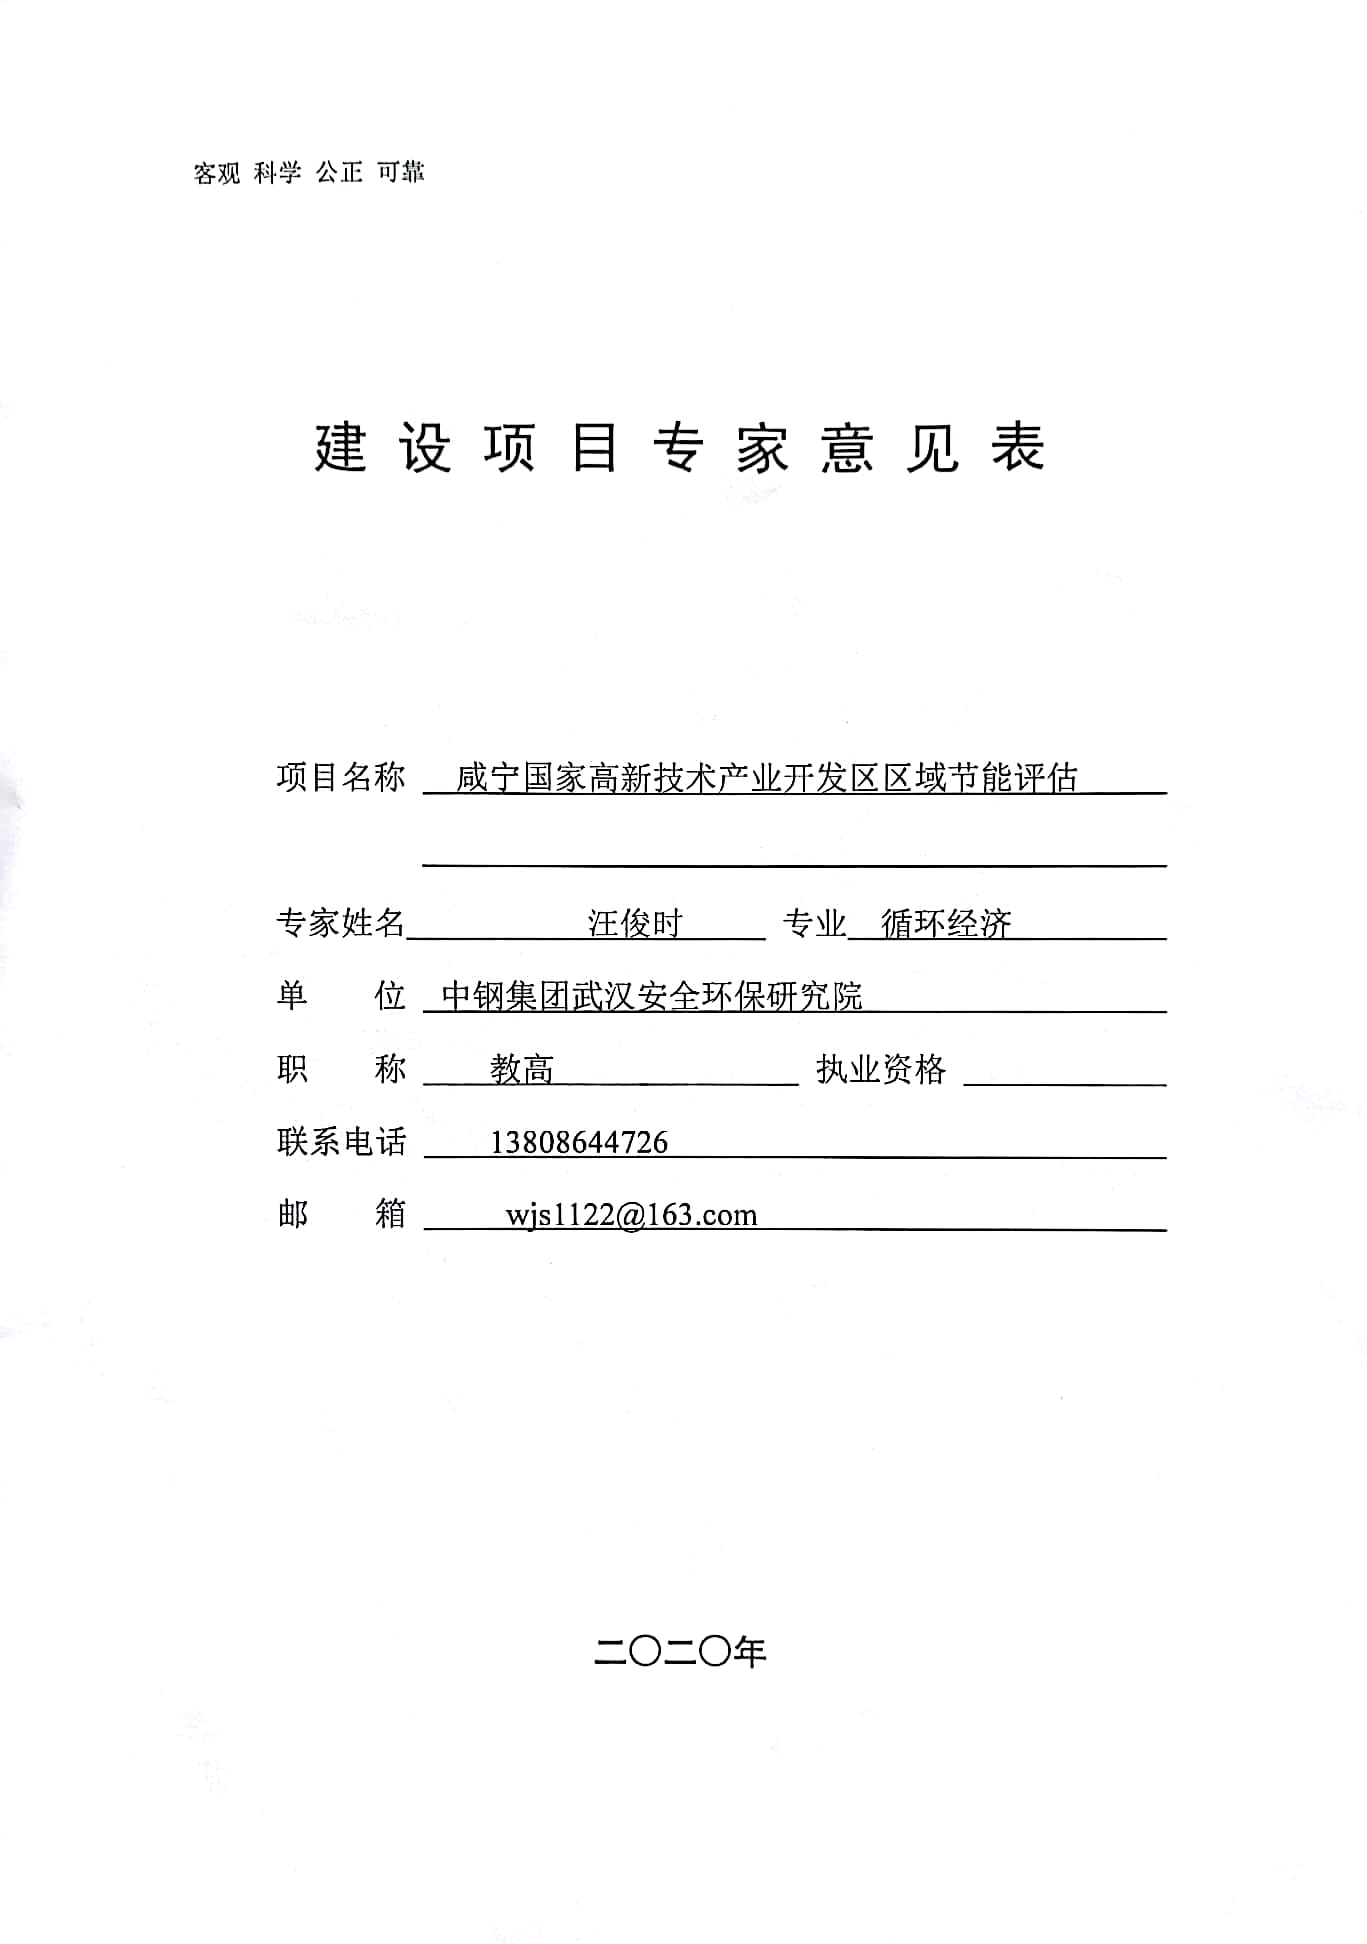 客观 科学 公正 可靠
建设项目专家意见表
项目名称 咸宁国家高新技术产业开发区区域节能评估
专家姓名 汪俊时 专业 循环经济
单 位 中钢集团武汉安全环保研究院
职 称 教高 执业资格
联系电话 13808644726
邮 箱 wjs1122@163.com
二〇二〇年